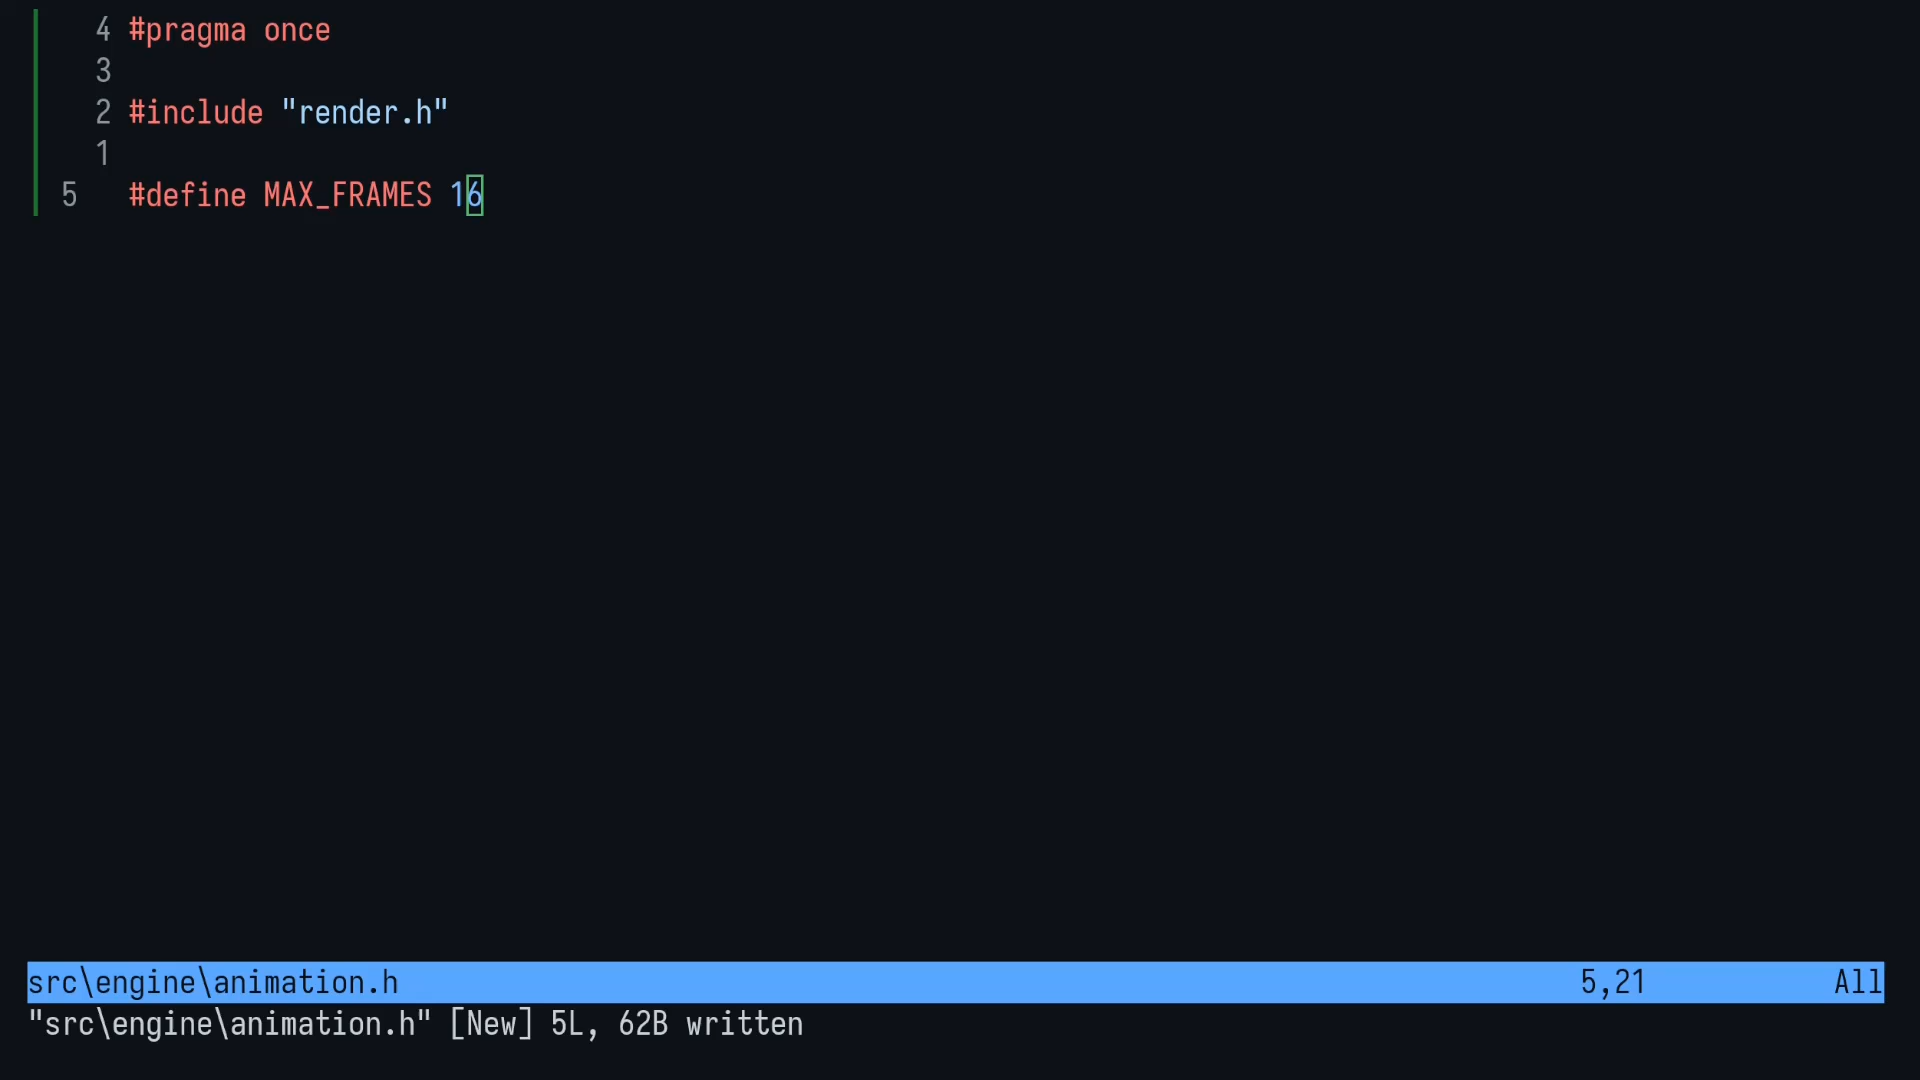 4 #pragma once
3
2 #include "render.h"
1
5 #define MAX_FRAMES 16
src\engine\animation.h 5,21 All
"src\engine\animation.h" [New] 5L, 62B written